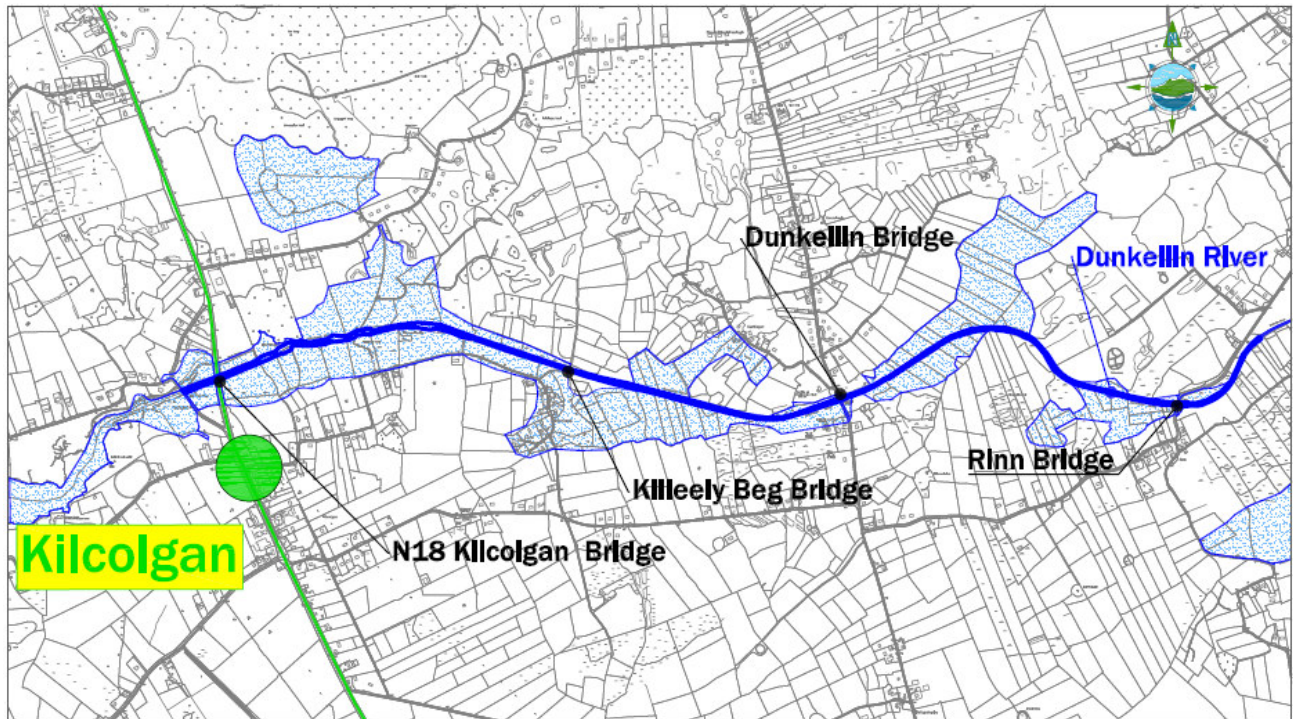 Dunkellin Bridge
Dunkellin River
Rinn Bridge
Killeely Beg Bridge
N18 Kilcolgan Bridge
Kilcolgan